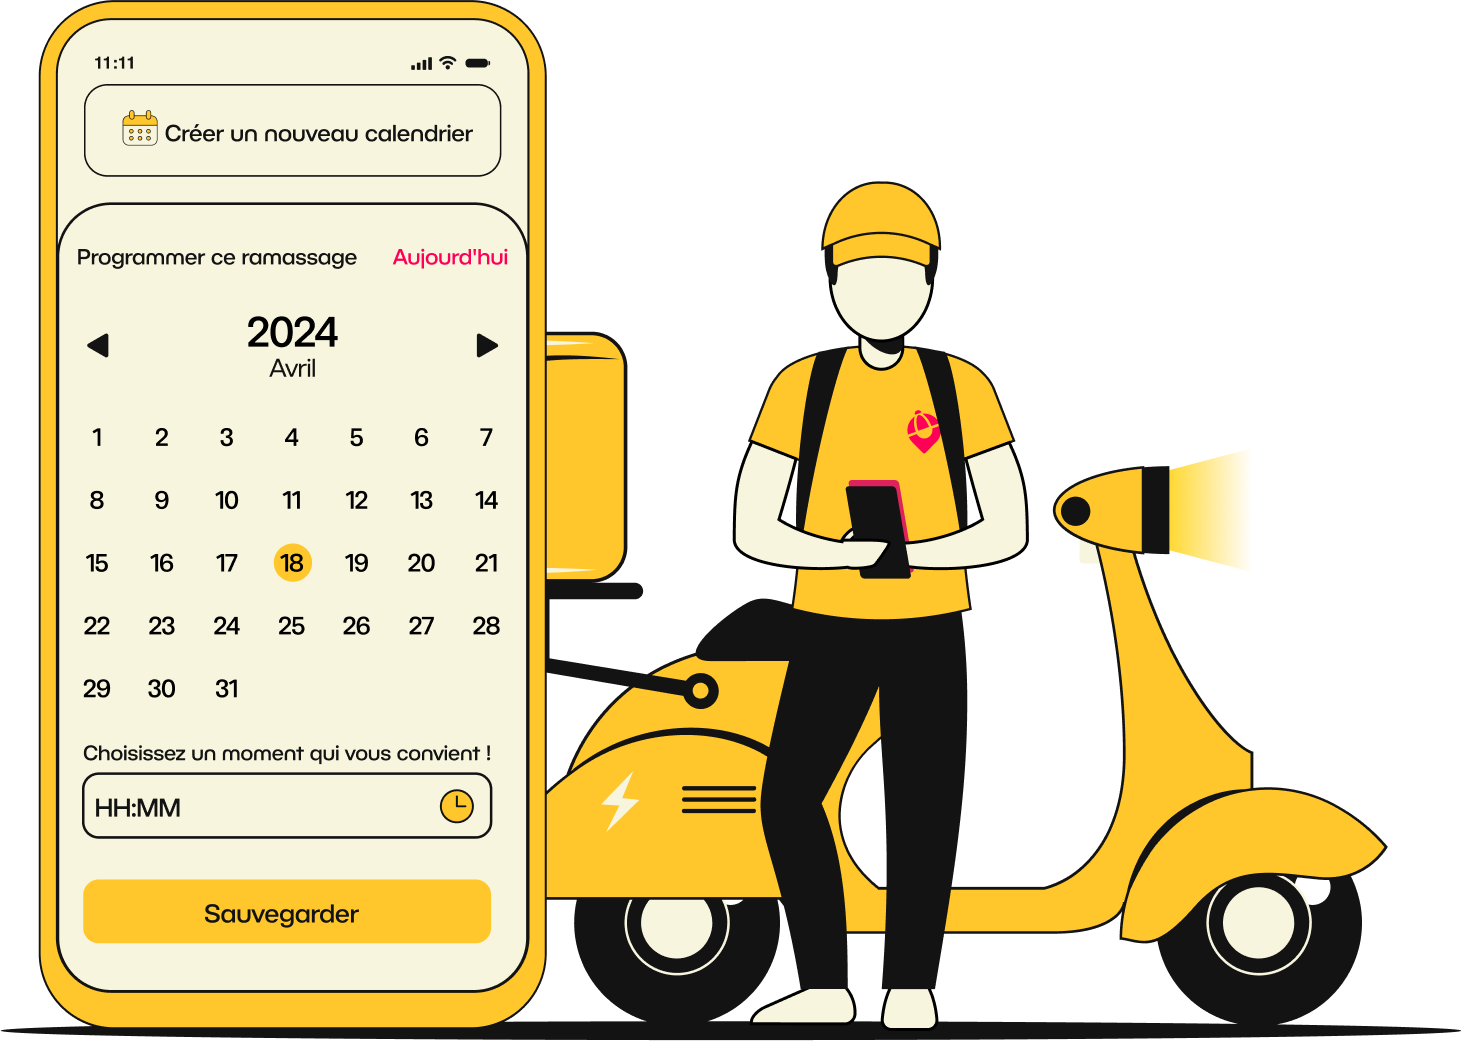 11:11
Créer un nouveau calendrier
Programmer ce ramassage Aujourd'hui
2024
Avril
1 2 3 4 5 6 7
8 9 10 11 12 13 14
15 16 17 18 19 20 21
22 23 24 25 26 27 28
29 30 31
Choisissez un moment qui vous convient !
HH:MM
Sauvegarder